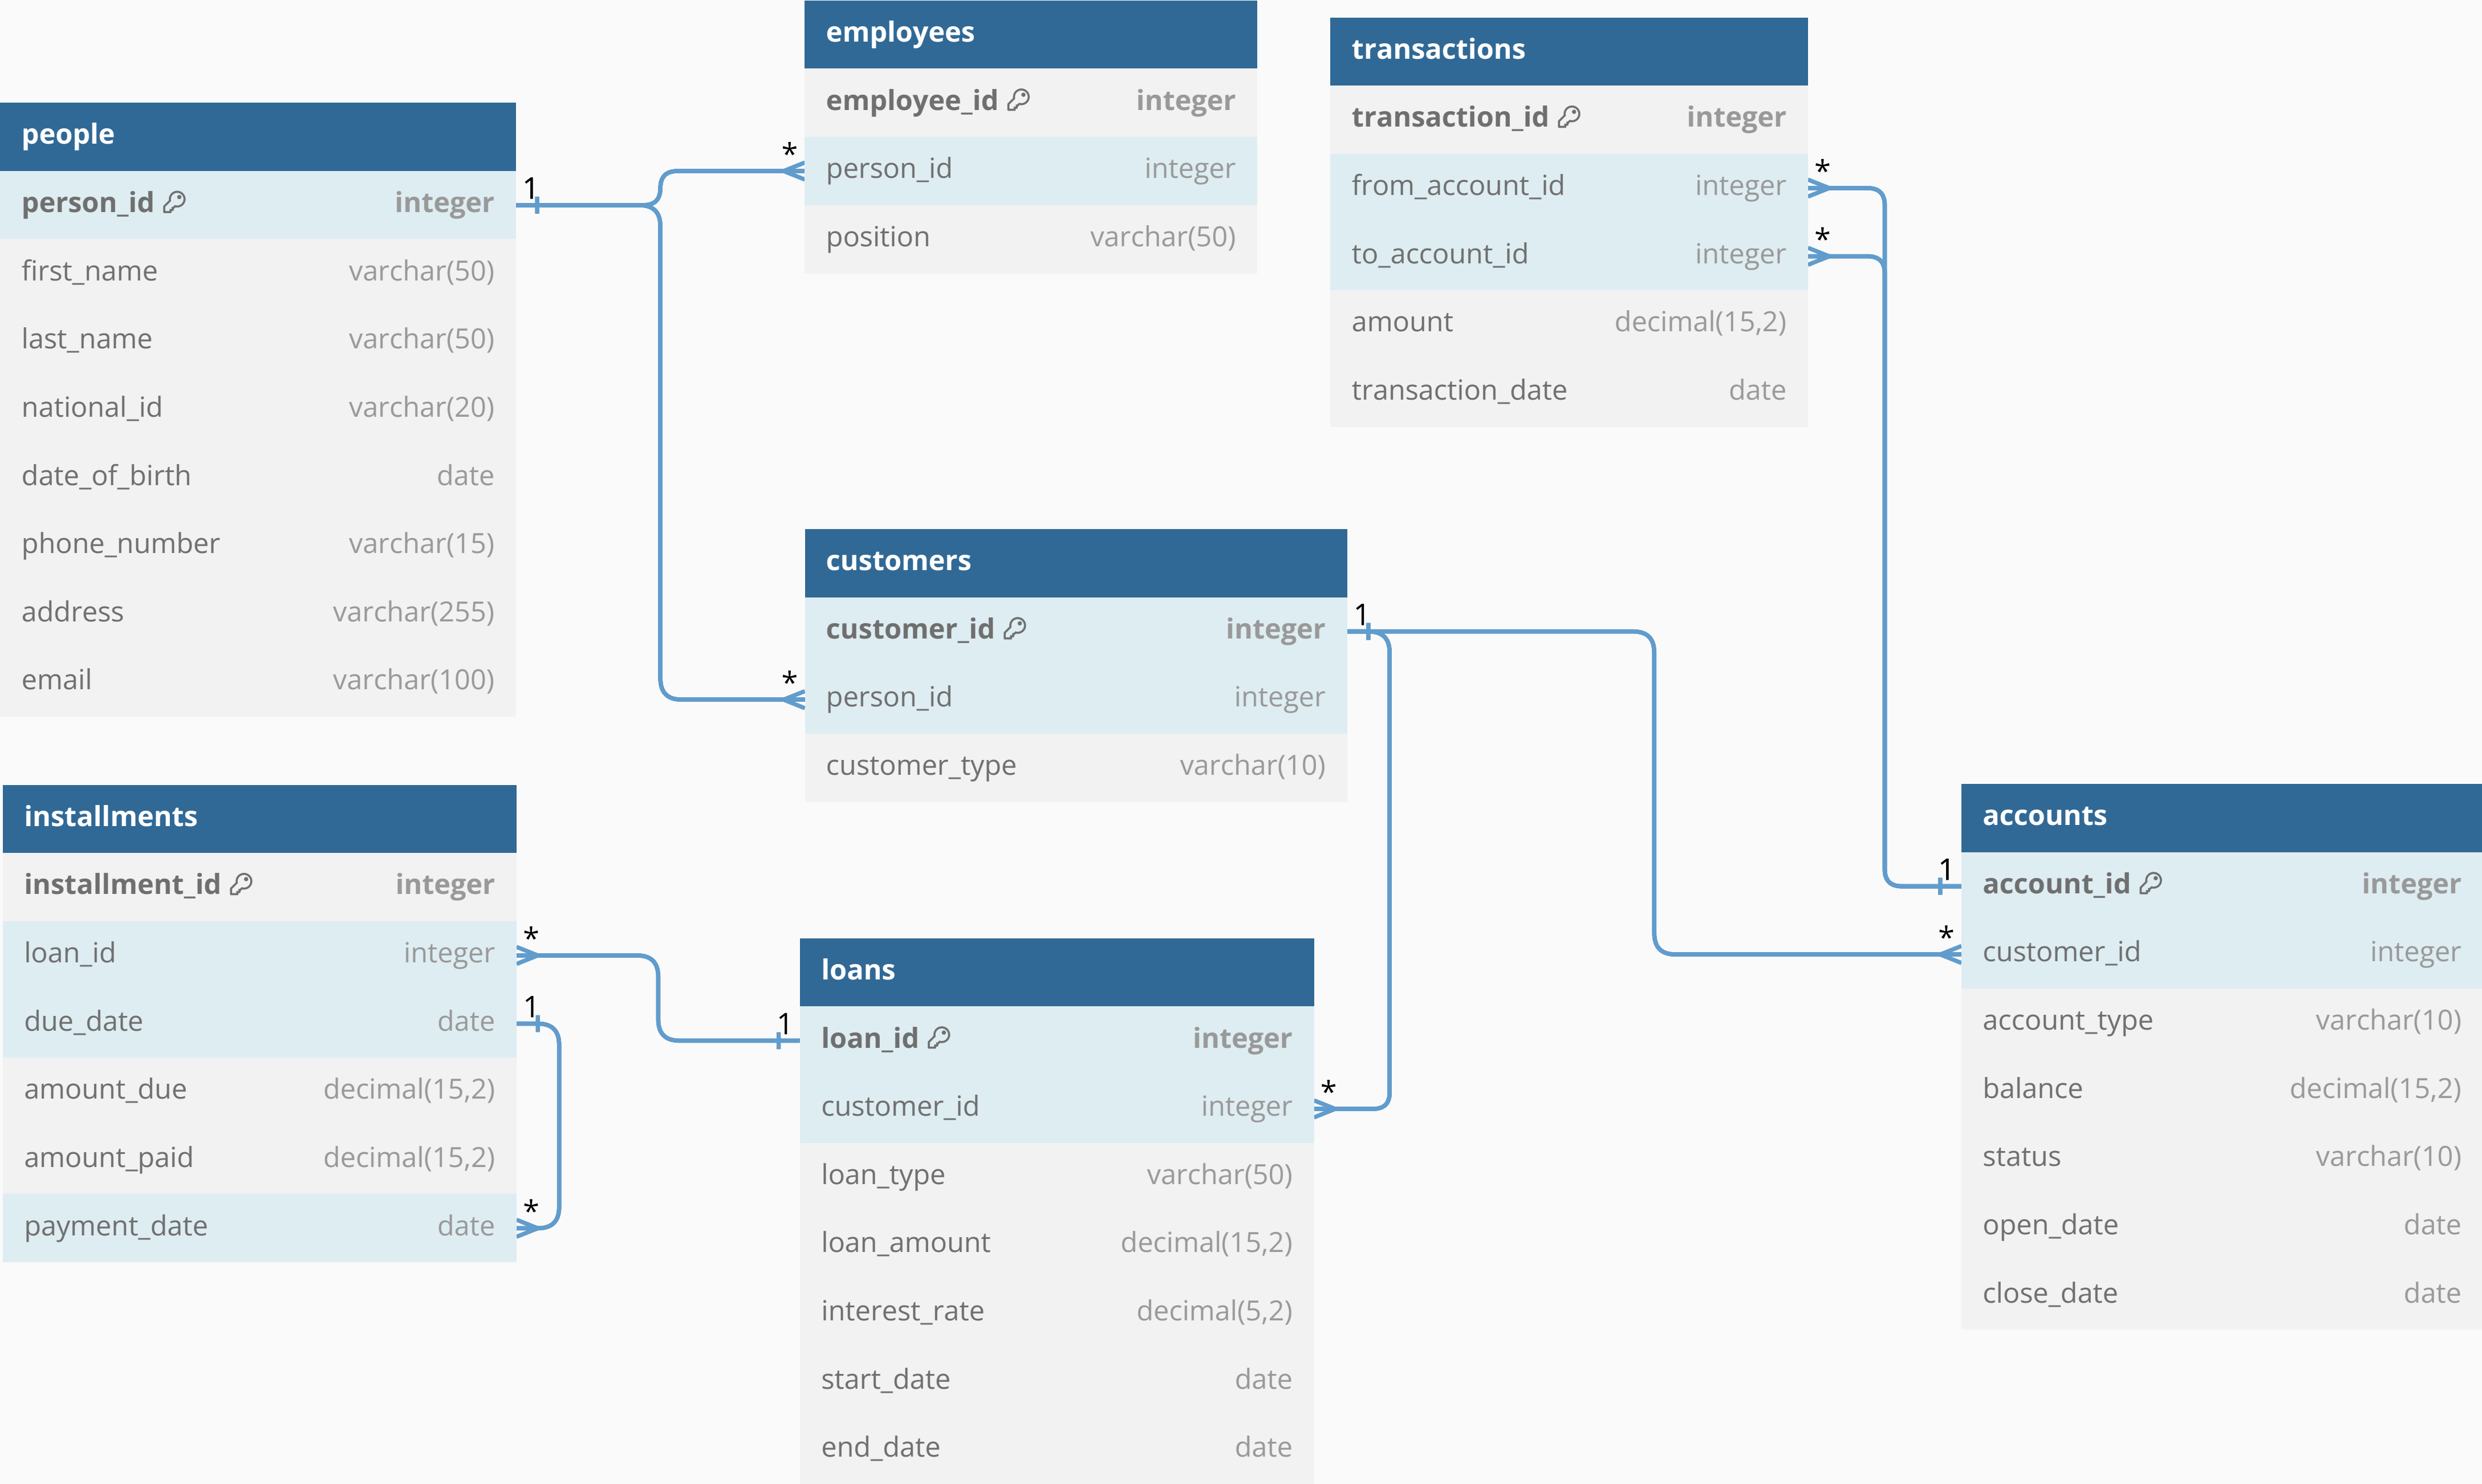 employees
employee_id integer
person_id integer
position varchar(50)
transactions
transaction_id integer
from_account_id integer
to_account_id integer
amount decimal(15,2)
transaction_date date
*
*
people
person_id integer
first_name varchar(50)
last_name varchar(50)
national_id varchar(20)
date_of_birth date
phone_number varchar(15)
address varchar(255)
email varchar(100)
1
*
*
customers
customer_id integer
person_id integer
customer_type varchar(10)
1
installments
installment_id integer
loan_id integer
due_date date
amount_due decimal(15,2)
amount_paid decimal(15,2)
payment_date date
*
1
*
loans
loan_id integer
customer_id integer
loan_type varchar(50)
loan_amount decimal(15,2)
interest_rate decimal(5,2)
start_date date
end_date date
1
*
accounts
account_id integer
customer_id integer
account_type varchar(10)
balance decimal(15,2)
status varchar(10)
open_date date
close_date date
1
*